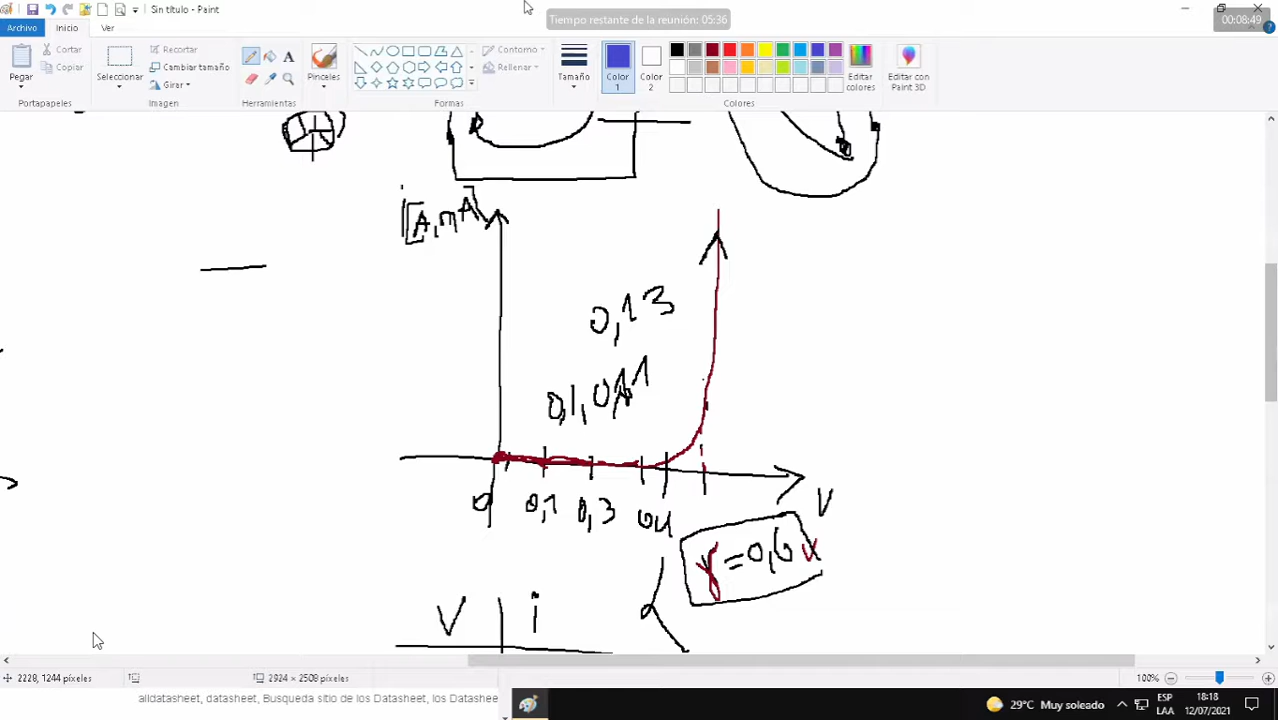 Sin título - Paint
Tiempo restante de la reunión: 05:36
00:08:49
Archivo
Inicio
Ver
Pegar
Cortar
Copiar
Portapapeles
Seleccionar
Recortar
Cambiar tamaño
Girar
Imagen
A
Herramientas
Pinceles
Contorno
Rellenar
Formas
Tamaño
Color 1
Color 2
Colores
Editar colores
Editar con Paint 3D
i[A,mA]
0,13
0 0,1 0,3 0,4
V
γ=0,6v
V i
2228, 1244 píxeles
2924 × 2508 píxeles
100%
alldatasheet, datasheet, Busqueda sitio de los Datasheet, los Datashee
29°C Muy soleado
ESP
LAA
18:18
12/07/2021